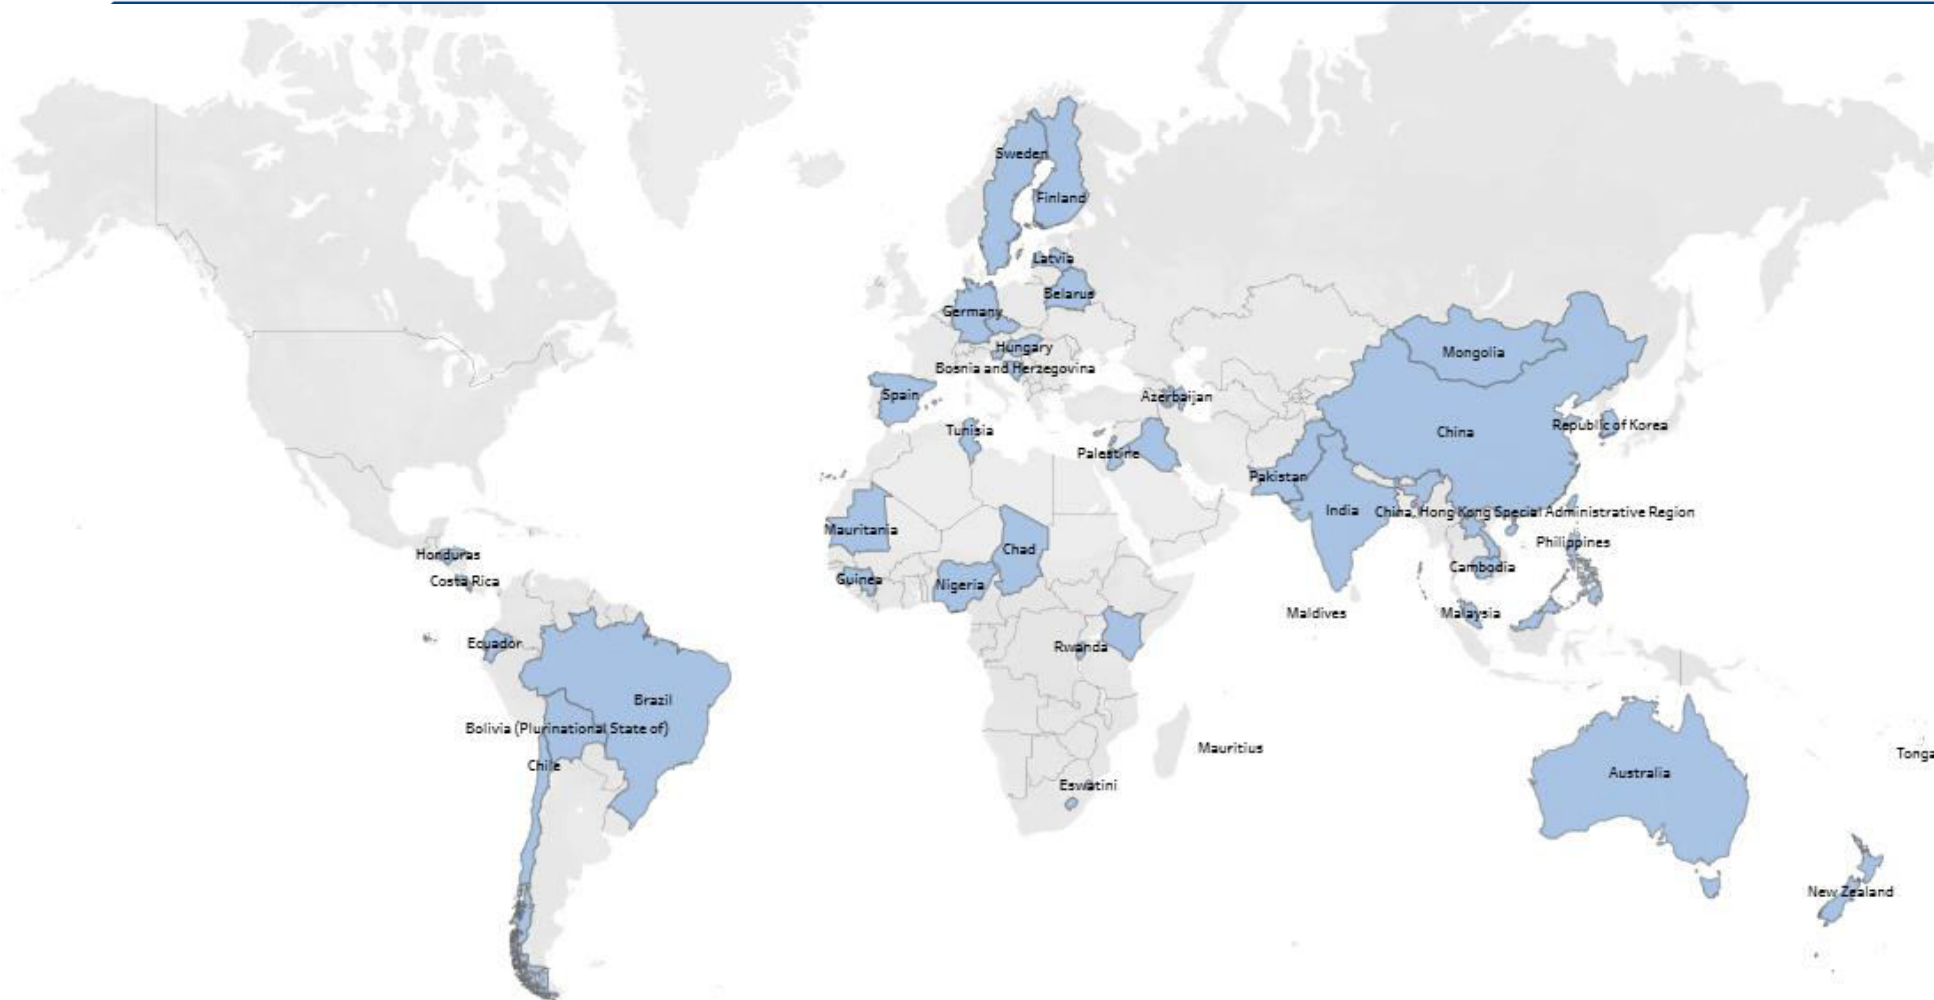 Sweden
Finland
Latvia
Belarus
Germany
Hungary
Mongolia
Bosnia and Herzegovina
Spain
Azerbaijan
Republic of Korea
Tunisia
China
Palestine
Pakistan
India
China, Hong Kong Special Administrative Region
Mauritania
Philippines
Chad
Honduras
Cambodia
Costa Rica
Guinea
Nigeria
Maldives
Malaysia
Ecuador
Rwanda
Brazil
Bolivia (Plurinational State of)
Mauritius
Tonga
Chile
Australia
Eswatini
New Zealand